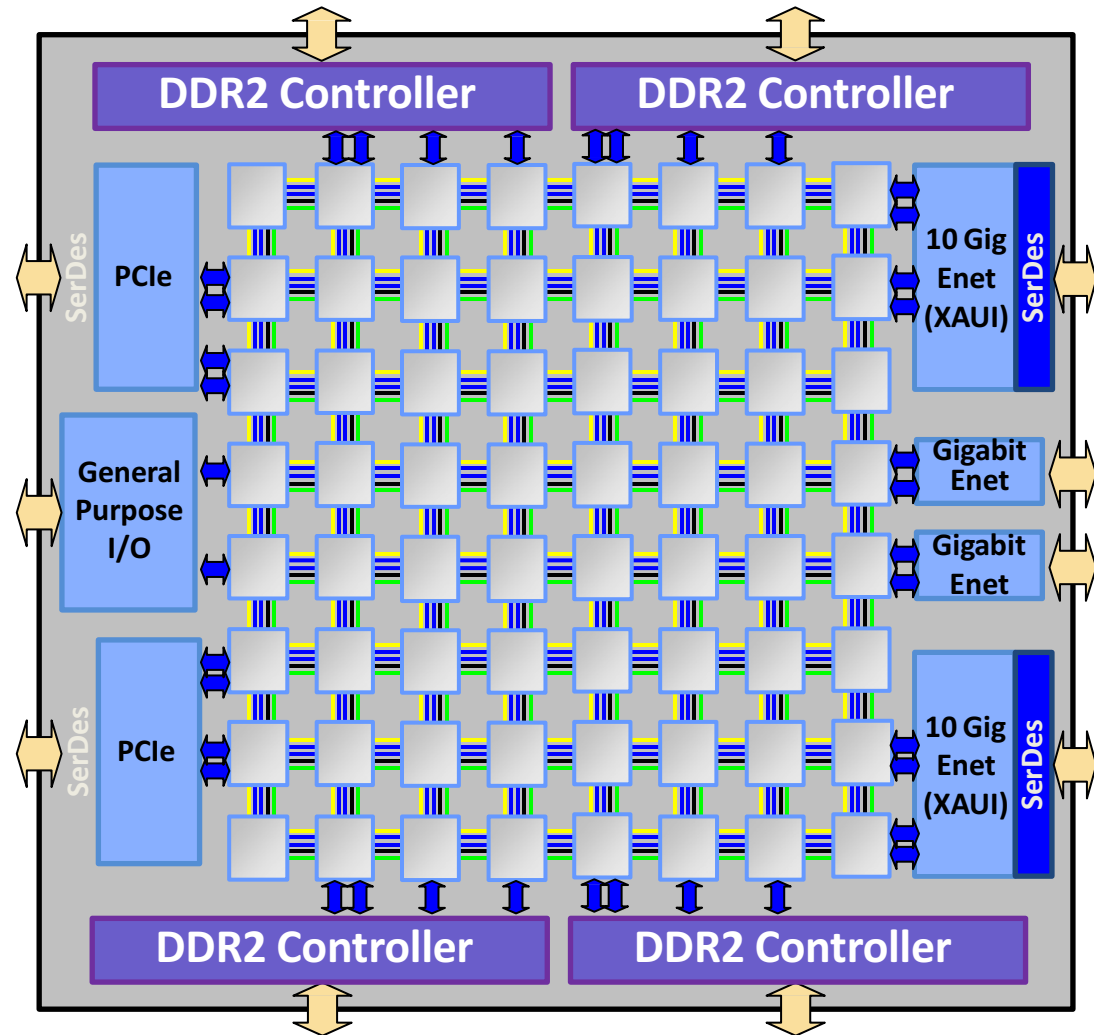 DDR2 Controller
DDR2 Controller
SerDes
PCIe
10 Gig
Enet
(XAUI)
SerDes
General
Purpose
I/O
Gigabit
Enet
Gigabit
Enet
SerDes
PCIe
10 Gig
Enet
(XAUI)
SerDes
DDR2 Controller
DDR2 Controller